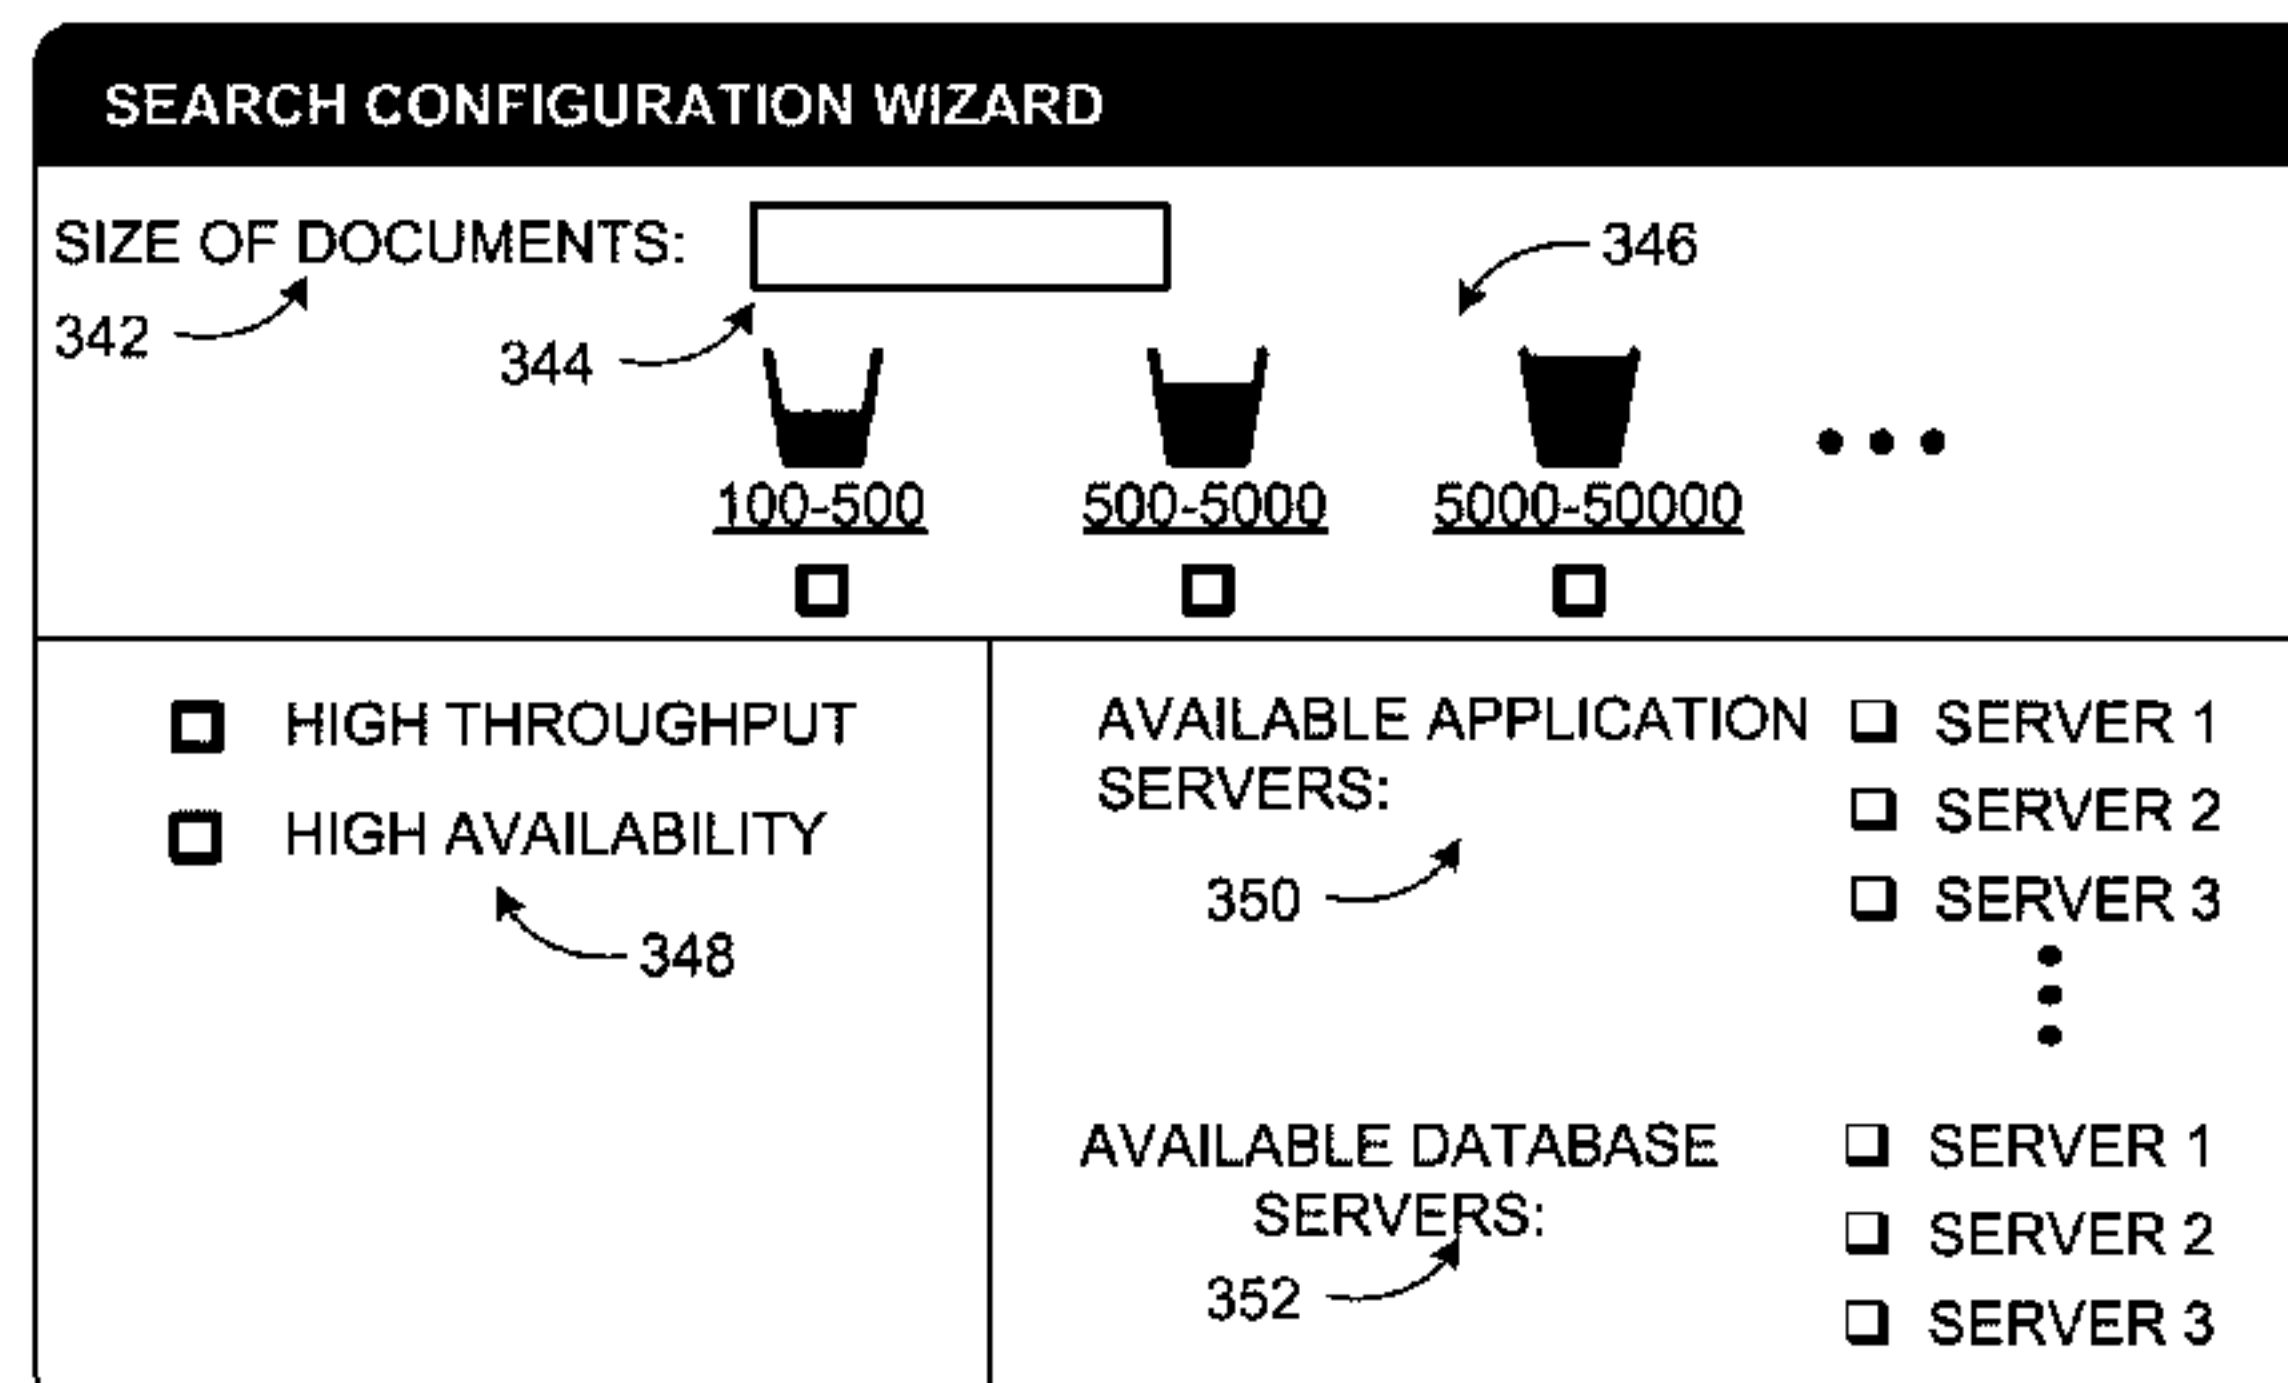 SEARCH CONFIGURATION WIZARD
SIZE OF DOCUMENTS:
346
342
344
100-500 500-5000 5000-50000
HIGH THROUGHPUT
HIGH AVAILABILITY
348
AVAILABLE APPLICATION
SERVERS:
350
SERVER 1
SERVER 2
SERVER 3
AVAILABLE DATABASE
SERVERS:
352
SERVER 1
SERVER 2
SERVER 3